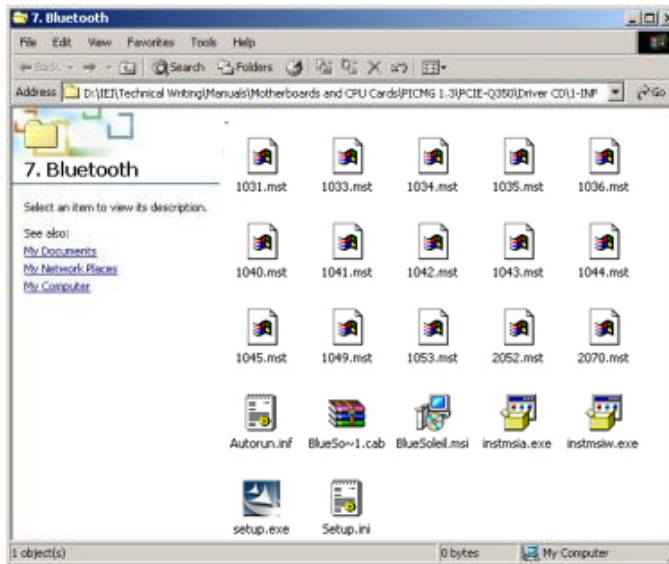 7. Bluetooth
File Edit View Favorites Tools Help
Back Search Folders
Address D:\IEI\Technical Writing\Manuals\Motherboards and CPU Cards\PICMG 1.3\PCIE-Q350\Driver CD\1-INF Go
7. Bluetooth
Select an item to view its description.
See also:
My Documents
My Network Places
My Computer
1031.mst 1033.mst 1034.mst 1035.mst 1036.mst
1040.mst 1041.mst 1042.mst 1043.mst 1044.mst
1045.mst 1049.mst 1053.mst 2052.mst 2070.mst
Autorun.inf BlueSo~1.cab BlueSoleil.msi instmsia.exe instmsiw.exe
setup.exe Setup.ini
1 object(s) 0 bytes My Computer